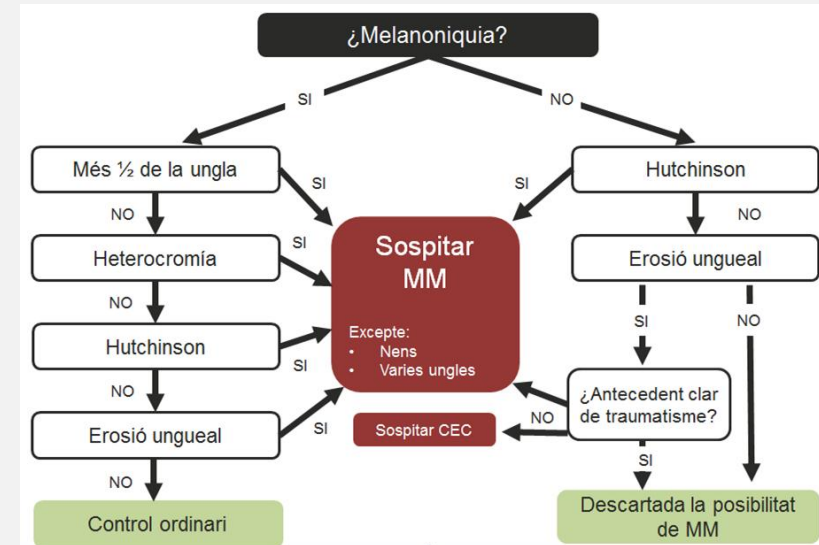 ¿Melanoniquia?
SI
NO
Més ½ de la ungla
Hutchinson
SI
SI
NO
NO
Sospitar
MM
Heterocromía
SI
Erosió ungueal
NO
SI
NO
Excepte:
• Nens
• Varies ungles
Hutchinson
SI
NO
¿Antecedent clar
de traumatisme?
Erosió ungueal
SI
NO
Sospitar CEC
SI
NO
Control ordinari
Descartada la posibilitat
de MM